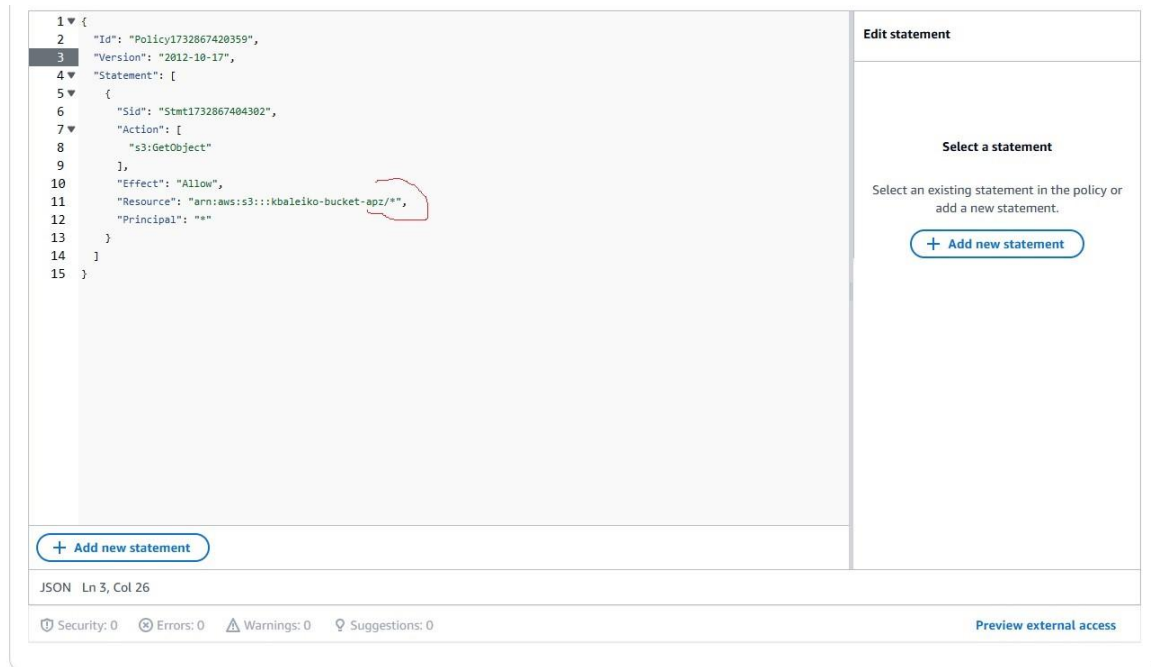 1 {
2 "Id": "Policy1732867420359",
3 "Version": "2012-10-17",
4 "Statement": [
5 {
6 "Sid": "Stmt1732867404302",
7 "Action": [
8 "s3:GetObject"
9 ],
10 "Effect": "Allow",
11 "Resource": "arn:aws:s3:::kbaleiko-bucket-apz/*",
12 "Principal": "*"
13 }
14 ]
15 }
+ Add new statement
JSON Ln 3, Col 26
Security: 0 Errors: 0 Warnings: 0 Suggestions: 0
Edit statement
Select a statement
Select an existing statement in the policy or
add a new statement.
+ Add new statement
Preview external access